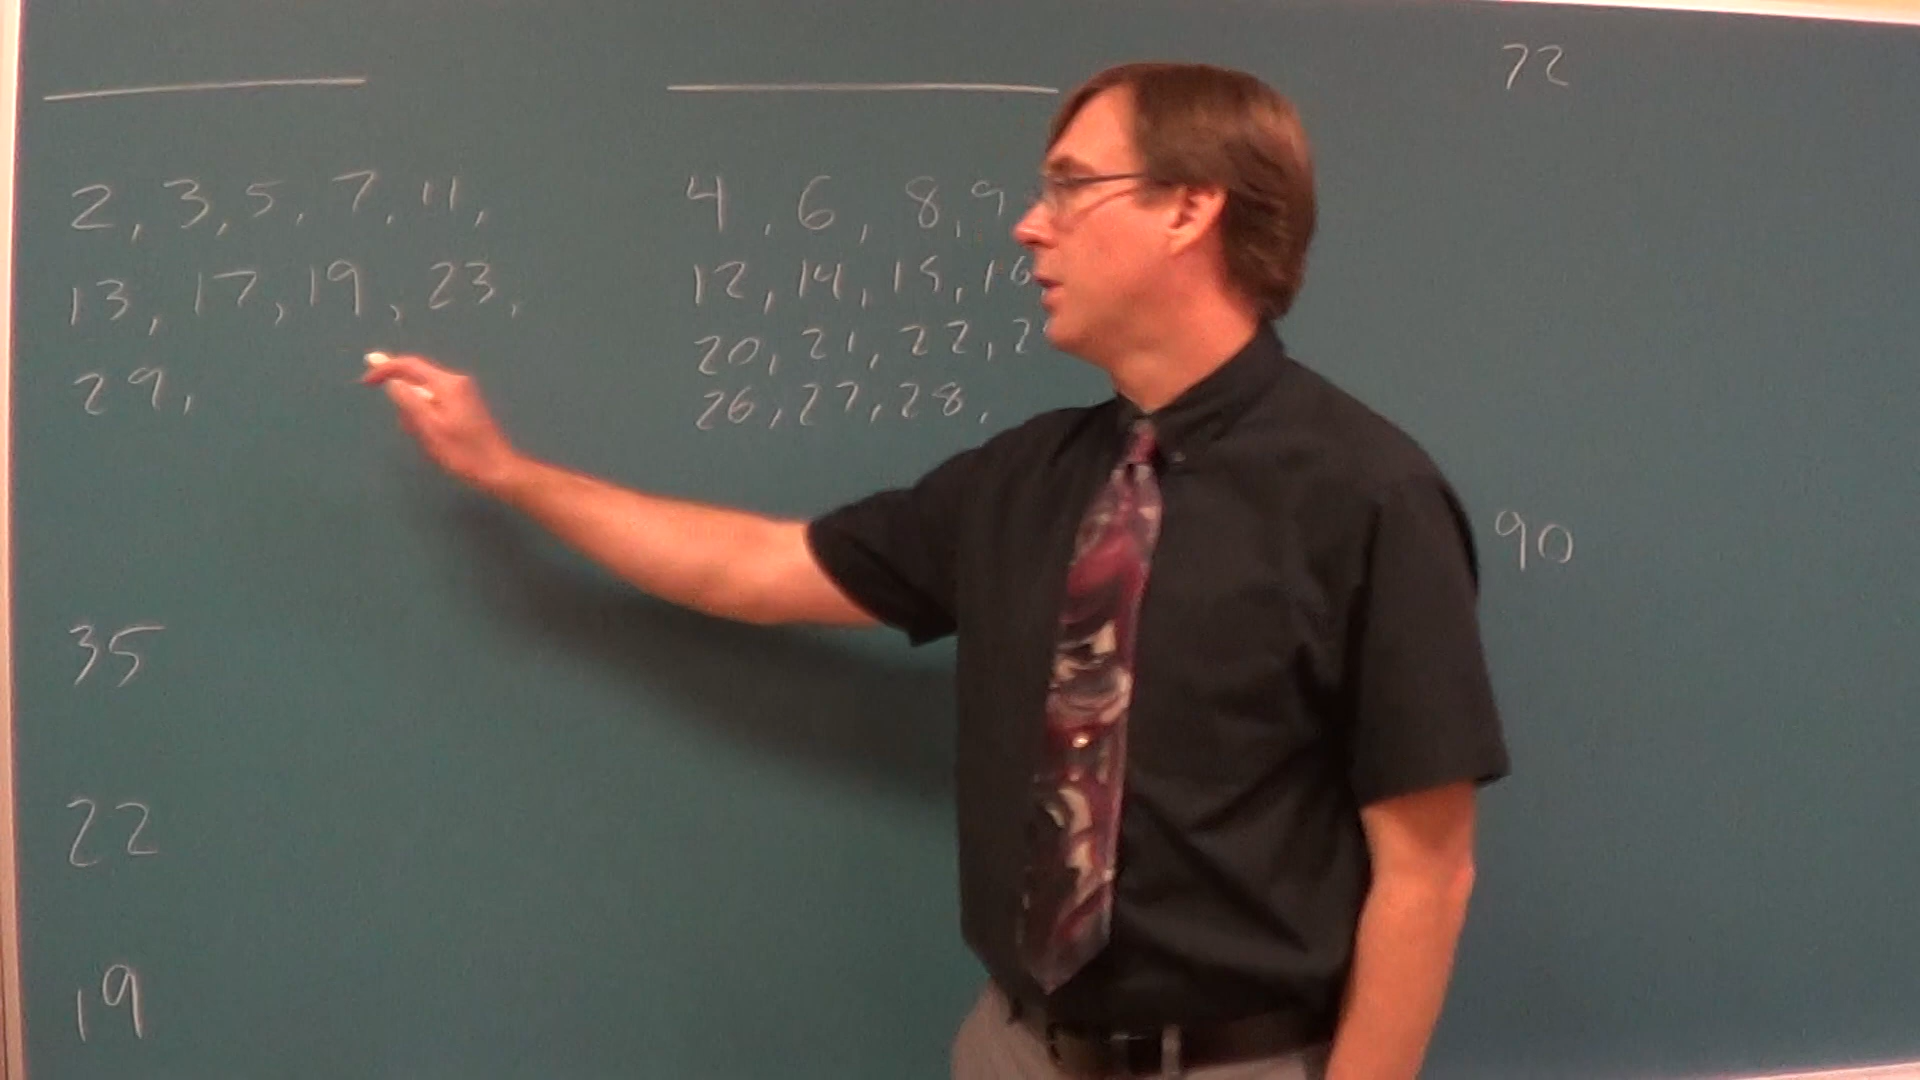 2, 3, 5, 7, 11,
13, 17, 19, 23,
29,
4, 6, 8, 9
12, 14, 15, 16
20, 21, 22, 2
26, 27, 28,
72
90
35
22
19